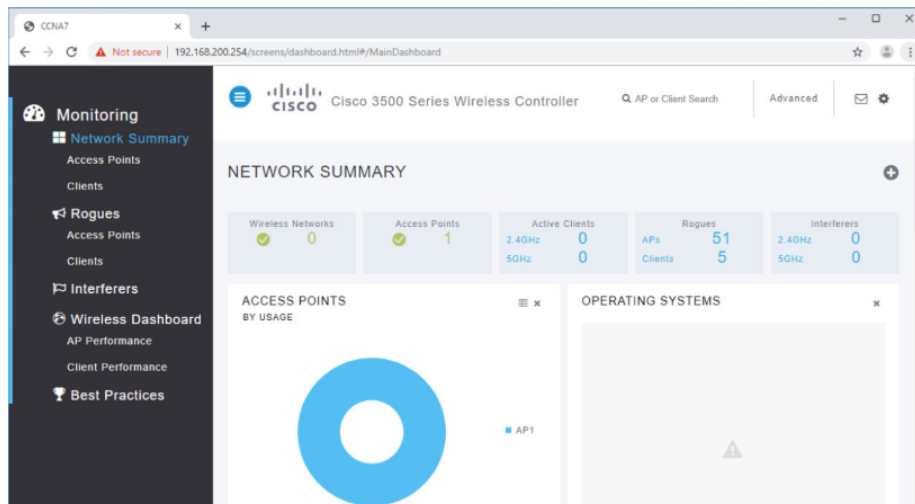 CCNA7
Not secure | 192.168.200.254/screens/dashboard.html#/MainDashboard
CISCO
Cisco 3500 Series Wireless Controller
AP or Client Search
Advanced
Monitoring
Network Summary
Access Points
Clients
Rogues
Access Points
Clients
Interferers
Wireless Dashboard
AP Performance
Client Performance
Best Practices
NETWORK SUMMARY
Wireless Networks
0
Access Points
1
Active Clients
2.4GHz 0
5GHz 0
Rogues
APs 51
Clients 5
Interferers
2.4GHz 0
5GHz 0
ACCESS POINTS
BY USAGE
AP1
OPERATING SYSTEMS